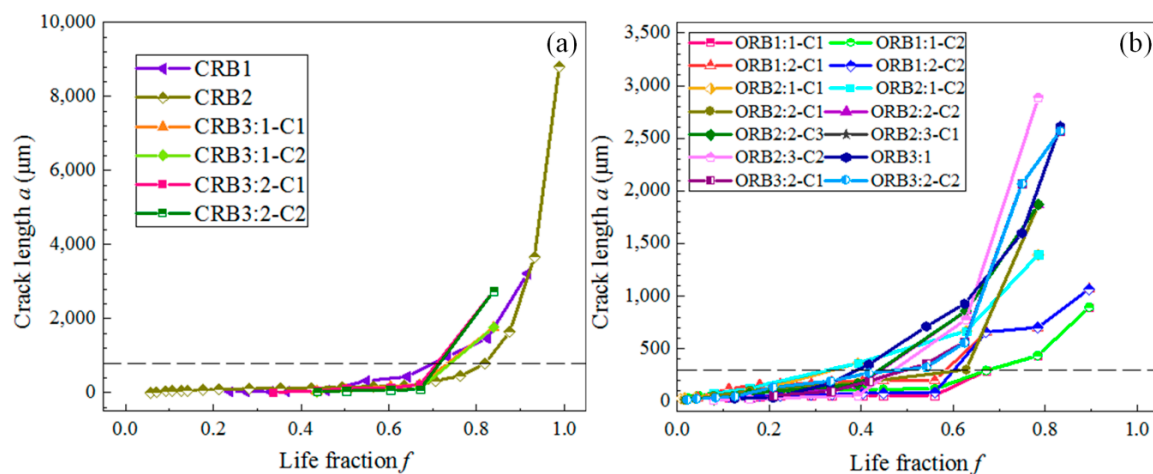 (a)
10,000
8,000
6,000
4,000
2,000
0
Crack length a (μm)
CRB1
CRB2
CRB3:1-C1
CRB3:1-C2
CRB3:2-C1
CRB3:2-C2
0.0 0.2 0.4 0.6 0.8 1.0
Life fraction f
(b)
3,500
3,000
2,500
2,000
1,500
1,000
500
0
Crack length a (μm)
ORB1:1-C1 ORB1:1-C2
ORB1:2-C1 ORB1:2-C2
ORB2:1-C1 ORB2:1-C2
ORB2:2-C1 ORB2:2-C2
ORB2:2-C3 ORB2:3-C1
ORB2:3-C2 ORB3:1
ORB3:2-C1 ORB3:2-C2
0.0 0.2 0.4 0.6 0.8 1.0
Life fraction f